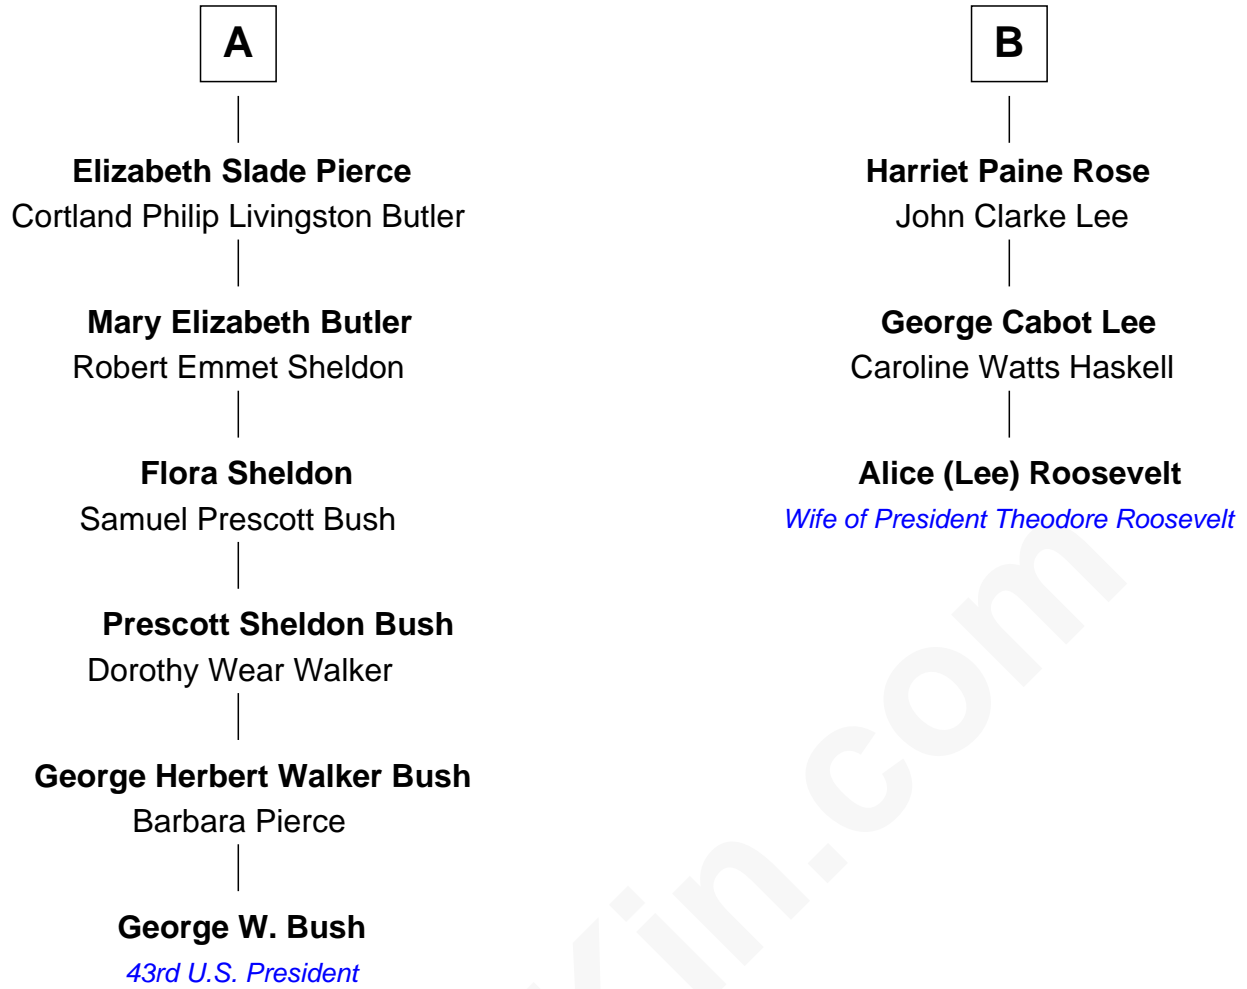 A
Elizabeth Slade Pierce
Cortland Philip Livingston Butler
Mary Elizabeth Butler
Robert Emmet Sheldon
Flora Sheldon
Samuel Prescott Bush
Prescott Sheldon Bush
Dorothy Wear Walker
George Herbert Walker Bush
Barbara Pierce
George W. Bush
43rd U.S. President
B
Harriet Paine Rose
John Clarke Lee
George Cabot Lee
Caroline Watts Haskell
Alice (Lee) Roosevelt
Wife of President Theodore Roosevelt
Kin.com